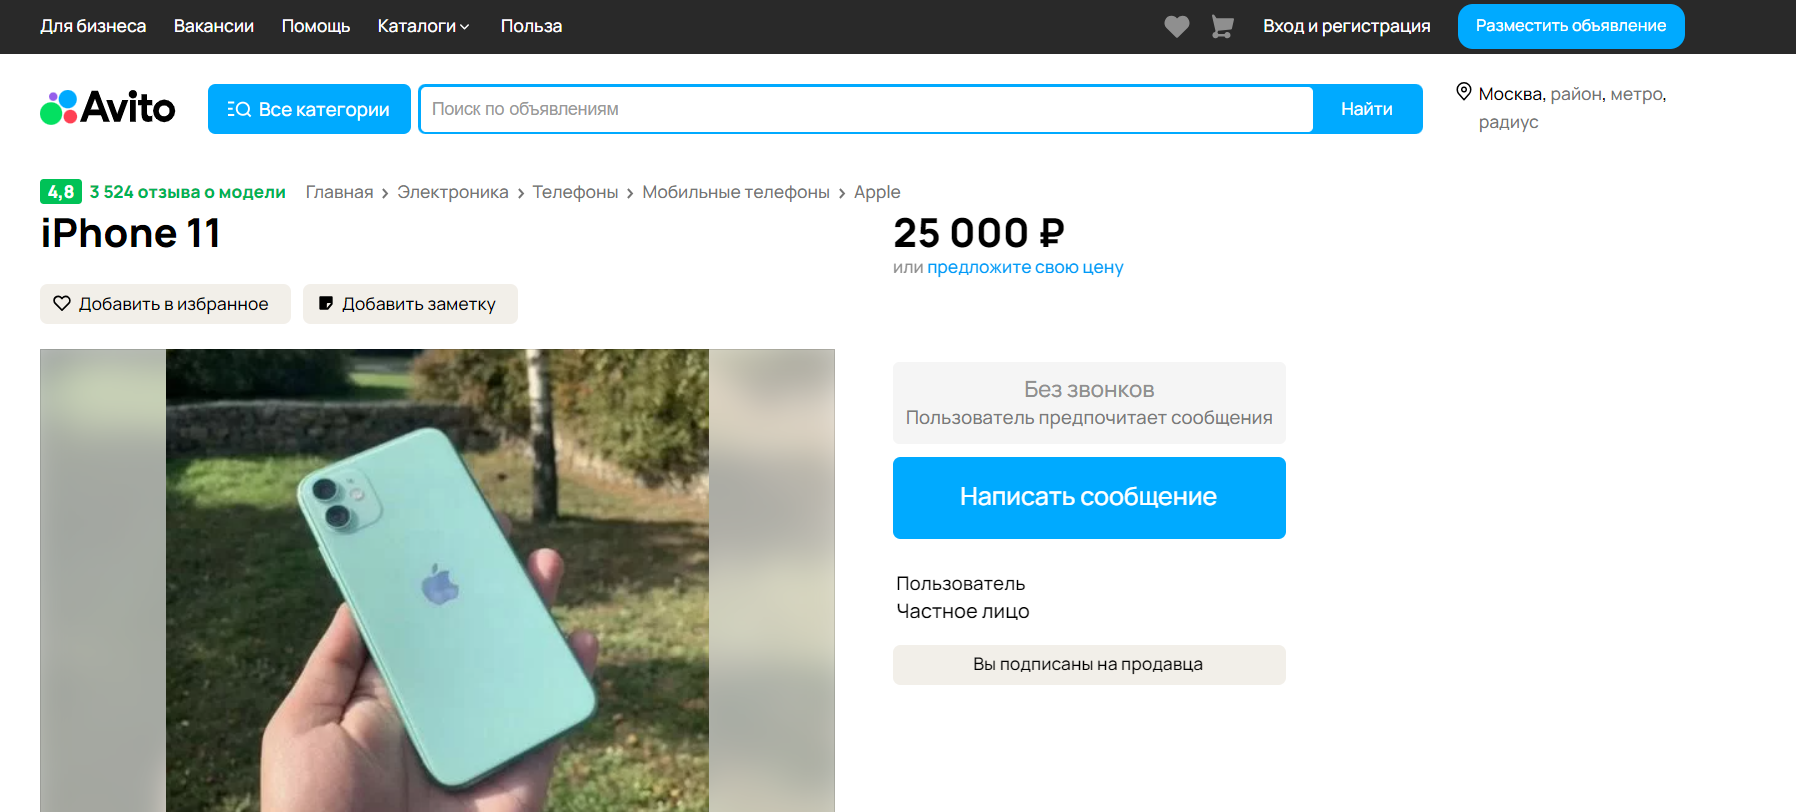 Для бизнеса Вакансии Помощь Каталоги Польза Вход и регистрация Разместить объявление
Avito Все категории Поиск по объявлениям Найти Москва, район, метро,
радиус
4,8 3 524 отзыва о модели Главная > Электроника > Телефоны > Мобильные телефоны > Apple
iPhone 11
25 000 ₽
или предложите свою цену
Добавить в избранное Добавить заметку
Без звонков
Пользователь предпочитает сообщения
Написать сообщение
Пользователь
Частное лицо
Вы подписаны на продавца